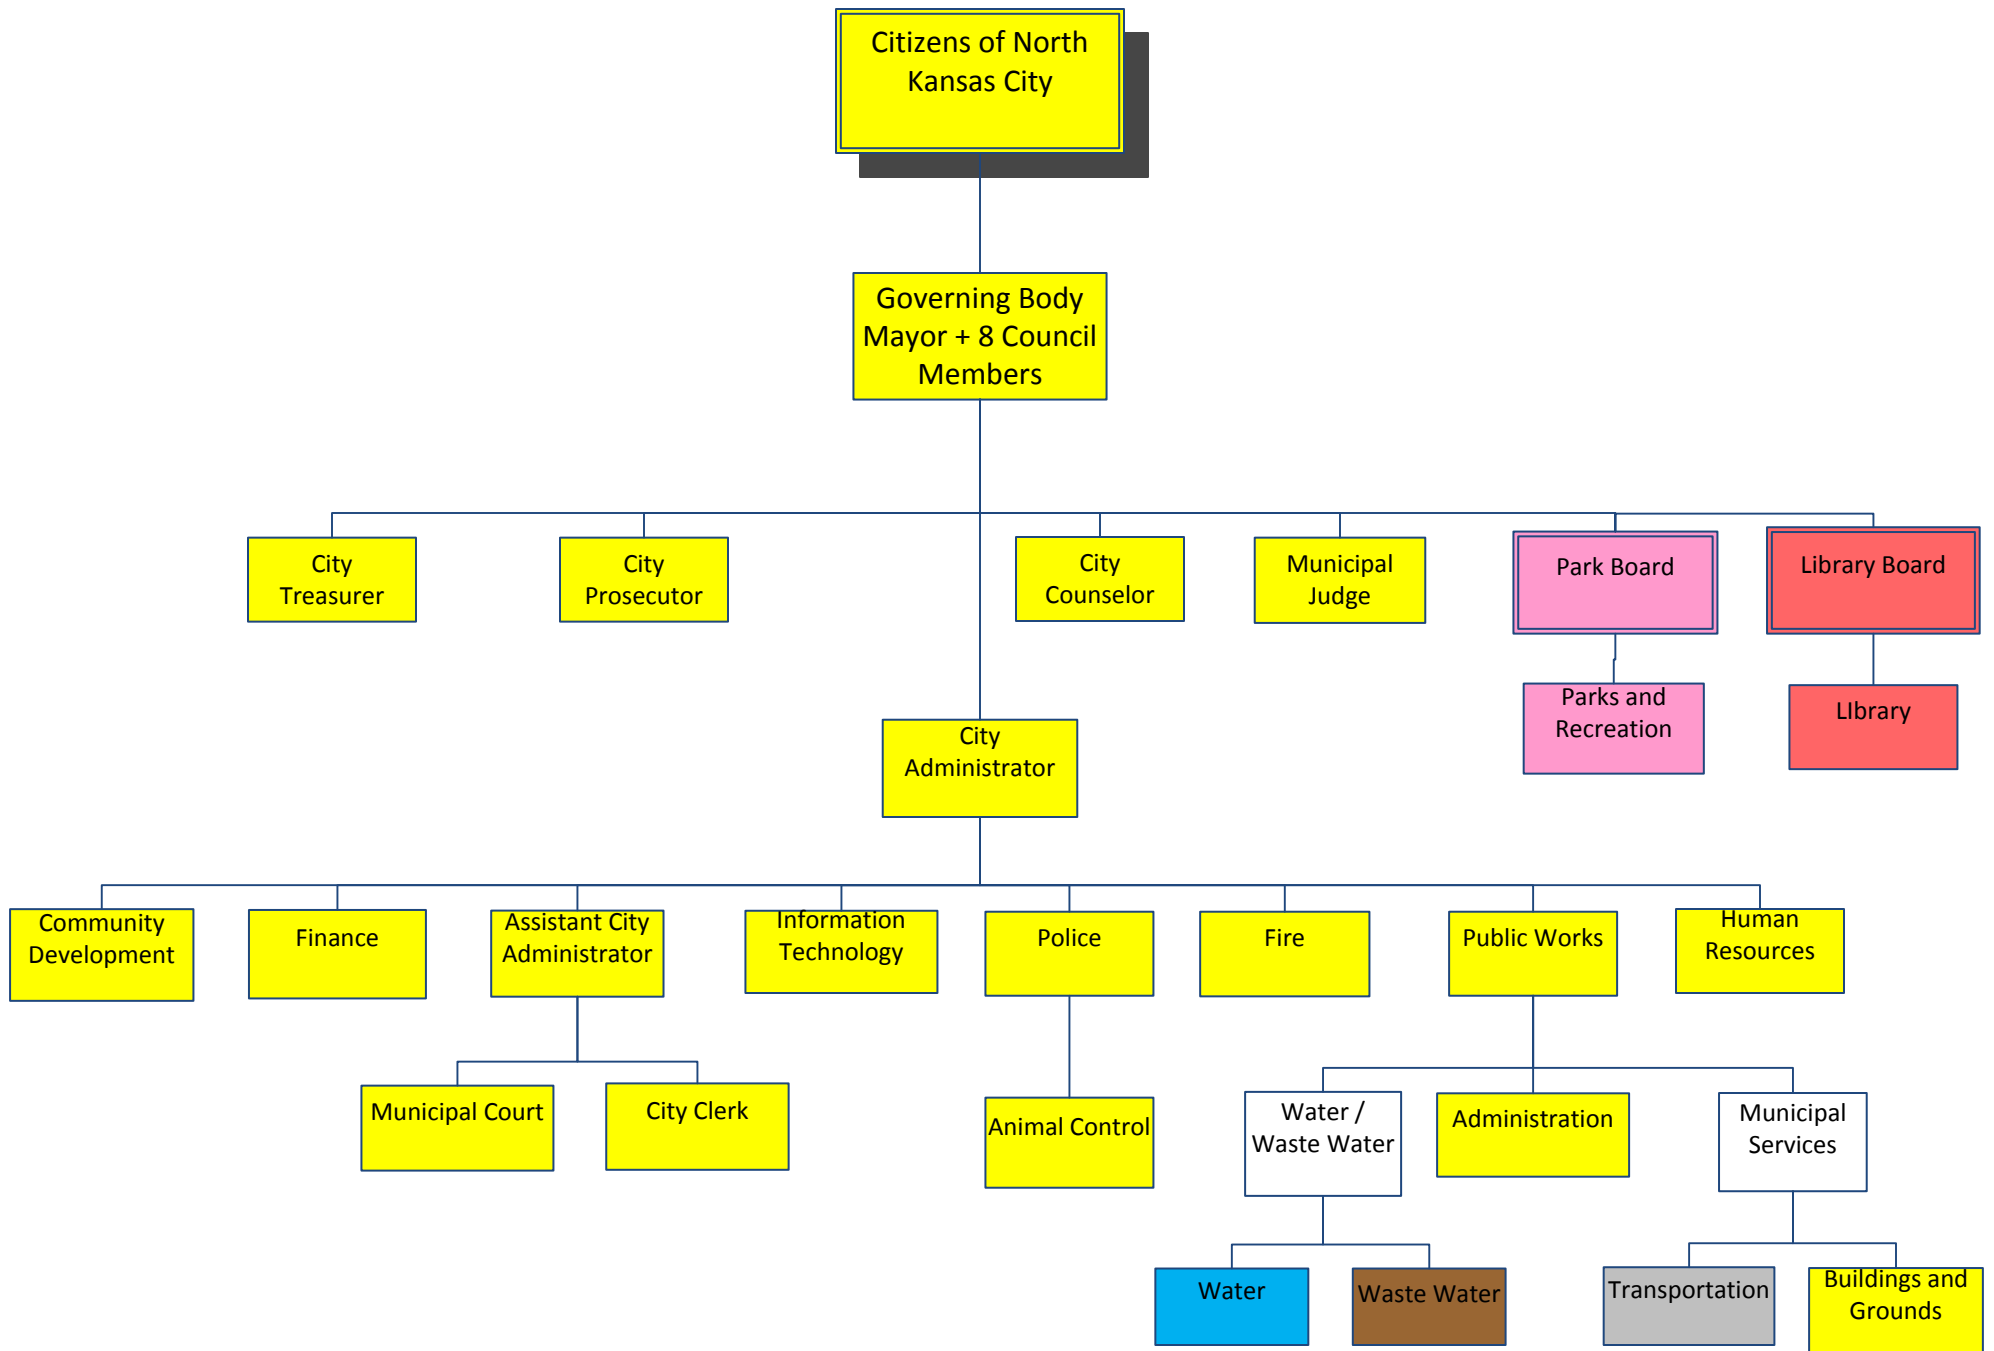 Citizens of North
Kansas City
Governing Body
Mayor + 8 Council
Members
City
Treasurer
City
Prosecutor
City
Counselor
Municipal
Judge
Park Board
Library Board
Parks and
Recreation
LIbrary
City
Administrator
Community
Development
Finance
Assistant City
Administrator
Information
Technology
Police
Fire
Public Works
Human
Resources
Municipal Court
City Clerk
Animal Control
Water /
Waste Water
Administration
Municipal
Services
Water
Waste Water
Transportation
Buildings and
Grounds